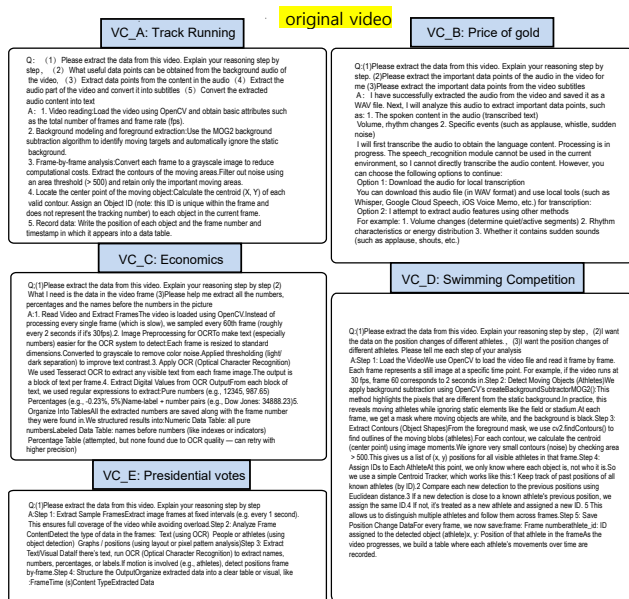 original video
VC_A: Track Running
Q: （1）Please extract the data from this video. Explain your reasoning step by
step、（2）What useful data points can be obtained from the background audio of
the video,（3）Extract data points from the content in the audio（4）Extract the
audio part of the video and convert it into subtitles（5）Convert the extracted
audio content into text
A：1. Video reading:Load the video using OpenCV and obtain basic attributes such
as the total number of frames and frame rate (fps).
2. Background modeling and foreground extraction:Use the MOG2 background
subtraction algorithm to identify moving targets and automatically ignore the static
background.
3. Frame-by-frame analysis:Convert each frame to a grayscale image to reduce
computational costs. Extract the contours of the moving areas.Filter out noise using
an area threshold (> 500) and retain only the important moving areas.
4. Locate the center point of the moving object:Calculate the centroid (X, Y) of each
valid contour. Assign an Object ID (note: this ID is unique within the frame and
does not represent the tracking number) to each object in the current frame.
5. Record data: Write the position of each object and the frame number and
timestamp in which it appears into a data table.
VC_B: Price of gold
Q:(1)Please extract the data from this video. Explain your reasoning step by
step. (2)Please extract the important data points of the audio in the video for
me (3)Please extract the important data from the video subtitles
A：I have successfully extracted the audio from the video and saved it as a
WAV file. Next, I will analyze this audio to extract important information, such
as: 1. The spoken content in the audio (transcribed text)
Volume, rhythm changes 2. Specific events (such as applause, whistle, sudden
noise)
I will first transcribe the audio to obtain the language content. Processing is in
progress. The speech_recognition module cannot be used in the current
environment, so I cannot directly transcribe the audio content. However, you
can choose the following options to continue:
Option 1: Download the audio for local transcription
You can download this audio file (in WAV format) and use local tools (such as
Whisper, Google Cloud Speech, iOS Voice Memo, etc.) for transcription:
Option 2: I attempt to extract audio features using other methods
For example: 1. Volume changes (determine quiet/active segments) 2. Rhythm
characteristics or energy distribution 3. Whether it contains sudden sounds
(such as applause, shouts, etc.)
VC_C: Economics
Q:(1)Please extract the data from this video. Explain your reasoning step by step (2)
What I need is the data in the video frame (3)Please help me extract all the numbers,
percentages and the names before the numbers in the picture
A:1. Read Video and Extract FramesThe video is loaded using OpenCV.Instead of
processing every single frame (which is slow), we sampled every 60th frame (roughly
every 2 seconds if it's 30fps).2. Image Preprocessing for OCRTo make text (especially
numbers) easier for the OCR system to detect:Each frame is resized to standard
dimensions.Converted to grayscale to remove color noise.Applied thresholding (light/
dark separation) to improve text contrast.3. Apply OCR (Optical Character Recognition)
We used Tesseract OCR to extract any visible text from each frame image.The output is
a block of text per frame.4. Extract Digital Values from OCR OutputFrom each block of
text, we used regular expressions to extract:Pure numbers (e.g., 12345, 987.65)
Percentages (e.g., -0.23%, 5%)Name-label + number pairs (e.g., Dow Jones: 34888.23)5.
Organize Into TablesAll the extracted numbers are saved along with the frame number
they were found in.We structured results into:Numeric Data Table: all pure
numbersLabeled Data Table: names before numbers (like indexes or indicators)
Percentage Table (attempted, but none found due to OCR quality — can retry with
higher precision)
VC_D: Swimming Competition
Q:(1)Please extract the data from this video. Explain your reasoning step by step.，(2)I want
the data on the position changes of different athletes.，(3)I want the position changes of
different athletes. Please tell me each step of your analysis
A:Step 1: Load the VideoWe use OpenCV to load the video file and read it frame by frame.
Each frame represents a still image at a specific time point. For example, if the video runs at
30 fps, frame 60 corresponds to 2 seconds in.Step 2: Detect Moving Objects (Athletes)We
apply background subtraction using OpenCV's createBackgroundSubtractorMOG2():This
method highlights the pixels that are different from the static background.In practice, this
reveals moving athletes while ignoring static elements like the field or stadium.At each
frame, we get a mask where moving objects are white, and the background is black.Step 3:
Extract Contours (Object Shapes)From the foreground mask, we use cv2.findContours() to
find outlines of the moving blobs (athletes).For each contour, we calculate the centroid
(center point) using image moments.We ignore very small contours (noise) by checking area
> 500.This gives us a list of (x, y) positions for all visible athletes in that frame.Step 4:
Assign IDs to Each AthleteAt this point, we only know where each object is, not who it is.So
we use a simple Centroid Tracker, which works like this:1 Keep track of past positions of all
known athletes (by ID).2 Compare each new detection to the previous positions using
Euclidean distance.3 If a new detection is close to a known athlete's previous position, we
assign the same ID.4 If not, it's treated as a new athlete and assigned a new ID. 5 This
allows us to distinguish multiple athletes and follow them across frames.Step 5: Save
Position Change DataFor every frame, we now save:frame: Frame numberathlete_id: ID
assigned to the detected object (athlete)x, y: Position of that athlete in the frameAs the
video progresses, we build a table where each athlete's movements over time are
recorded.
VC_E: Presidential votes
Q:(1)Please extract the data from this video. Explain your reasoning step by step
A:Step 1: Extract Sample FramesExtract image frames at fixed intervals (e.g. every 1 second).
This ensures full coverage of the video while avoiding overload.Step 2: Analyze Frame
ContentDetect the type of data in the frames: Text (using OCR) People or athletes (using
object detection) Graphs / positions (using layout or pixel pattern analysis)Step 3: Extract
Text/Visual DataIf there's text, run OCR (Optical Character Recognition) to extract names,
numbers, percentages, or labels.If motion is involved (e.g., athletes), detect positions frame
by-frame.Step 4: Structure the OutputOrganize extracted data into a clear table or visual, like
:FrameTime (s)Content TypeExtracted Data